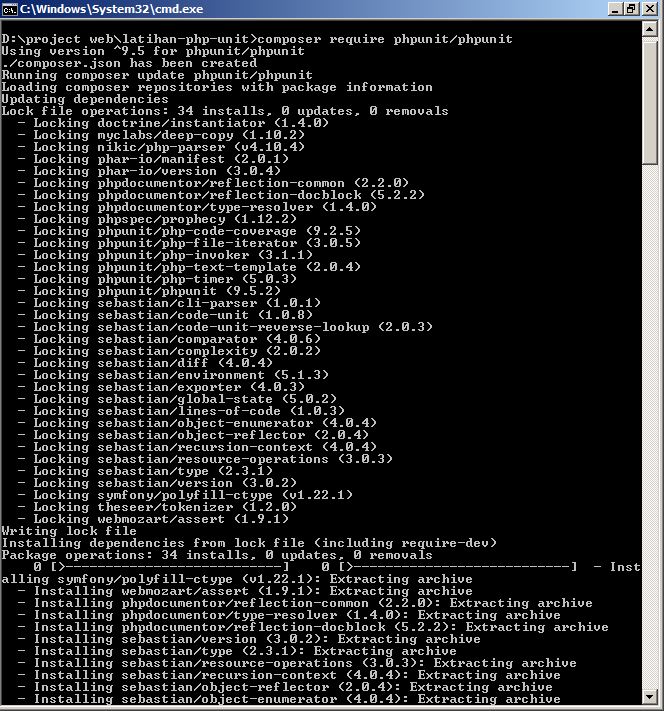 C:\Windows\System32\cmd.exe
D:\project web\latihan-php-unit>composer require phpunit/phpunit
Using version ^9.5 for phpunit/phpunit
./composer.json has been created
Running composer update phpunit/phpunit
Loading composer repositories with package information
Updating dependencies
Lock file operations: 34 installs, 0 updates, 0 removals
  - Locking doctrine/instantiator (1.4.0)
  - Locking myclabs/deep-copy (1.10.2)
  - Locking nikic/php-parser (v4.10.4)
  - Locking phar-io/manifest (2.0.1)
  - Locking phar-io/version (3.0.4)
  - Locking phpdocumentor/reflection-common (2.2.0)
  - Locking phpdocumentor/reflection-docblock (5.2.2)
  - Locking phpdocumentor/type-resolver (1.4.0)
  - Locking phpspec/prophecy (1.12.2)
  - Locking phpunit/php-code-coverage (9.2.5)
  - Locking phpunit/php-file-iterator (3.0.5)
  - Locking phpunit/php-invoker (3.1.1)
  - Locking phpunit/php-text-template (2.0.4)
  - Locking phpunit/php-timer (5.0.3)
  - Locking phpunit/phpunit (9.5.2)
  - Locking sebastian/cli-parser (1.0.1)
  - Locking sebastian/code-unit (1.0.8)
  - Locking sebastian/code-unit-reverse-lookup (2.0.3)
  - Locking sebastian/comparator (4.0.6)
  - Locking sebastian/complexity (2.0.2)
  - Locking sebastian/diff (4.0.4)
  - Locking sebastian/environment (5.1.3)
  - Locking sebastian/exporter (4.0.3)
  - Locking sebastian/global-state (5.0.2)
  - Locking sebastian/lines-of-code (1.0.3)
  - Locking sebastian/object-enumerator (4.0.4)
  - Locking sebastian/object-reflector (2.0.4)
  - Locking sebastian/recursion-context (4.0.4)
  - Locking sebastian/resource-operations (3.0.3)
  - Locking sebastian/type (2.3.1)
  - Locking sebastian/version (3.0.2)
  - Locking symfony/polyfill-ctype (v1.22.1)
  - Locking theseer/tokenizer (1.2.0)
  - Locking webmozart/assert (1.9.1)
Writing lock file
Installing dependencies from lock file (including require-dev)
Package operations: 34 installs, 0 updates, 0 removals
    0 [>---------------------------]    0 [>---------------------------]  - Inst
alling symfony/polyfill-ctype (v1.22.1): Extracting archive
  - Installing webmozart/assert (1.9.1): Extracting archive
  - Installing phpdocumentor/reflection-common (2.2.0): Extracting archive
  - Installing phpdocumentor/type-resolver (1.4.0): Extracting archive
  - Installing phpdocumentor/reflection-docblock (5.2.2): Extracting archive
  - Installing sebastian/version (3.0.2): Extracting archive
  - Installing sebastian/type (2.3.1): Extracting archive
  - Installing sebastian/resource-operations (3.0.3): Extracting archive
  - Installing sebastian/recursion-context (4.0.4): Extracting archive
  - Installing sebastian/object-reflector (2.0.4): Extracting archive
  - Installing sebastian/object-enumerator (4.0.4): Extracting archive